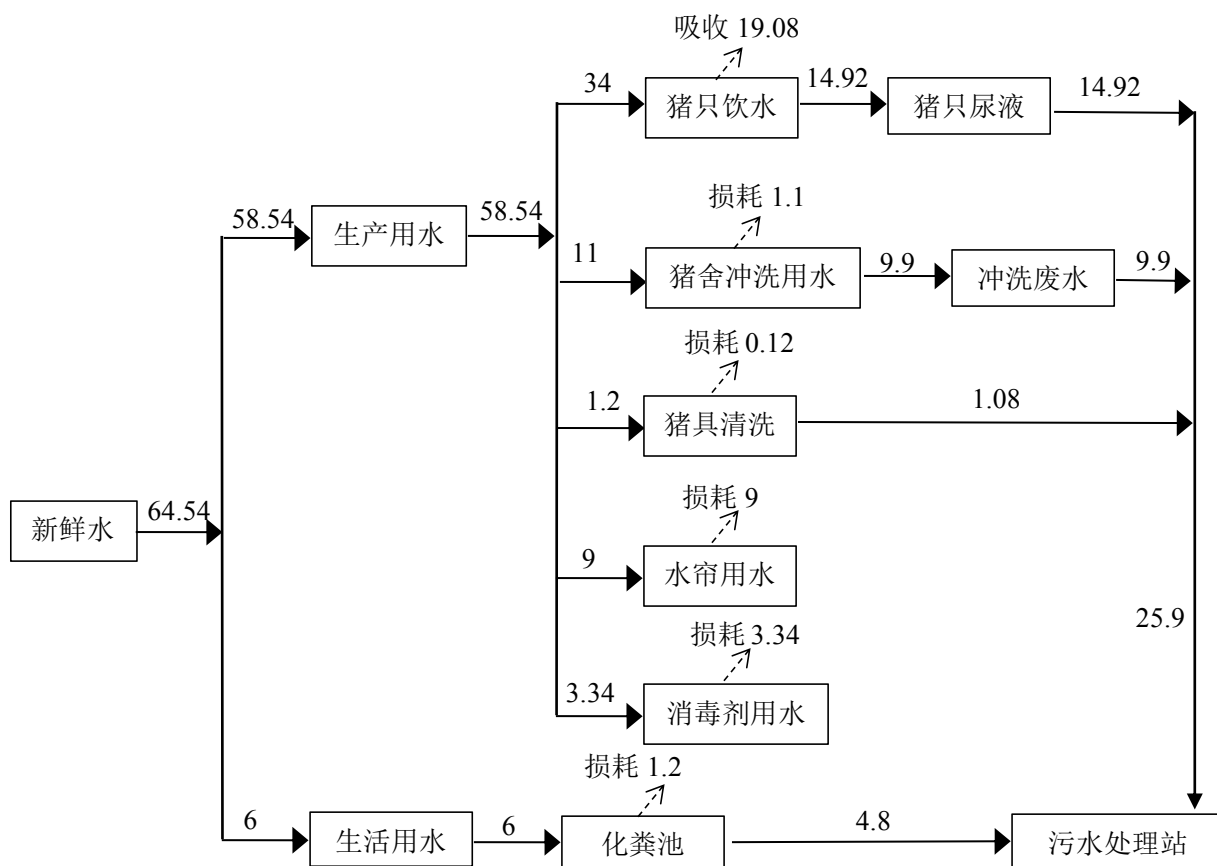 吸收 19.08
34
猪只饮水
14.92
猪只尿液
14.92
损耗 1.1
58.54
生产用水
58.54
11
猪舍冲洗用水
9.9
冲洗废水
9.9
损耗 0.12
1.2
猪具清洗
1.08
新鲜水
64.54
损耗 9
9
水帘用水
25.9
损耗 3.34
3.34
消毒剂用水
损耗 1.2
6
生活用水
6
化粪池
4.8
污水处理站